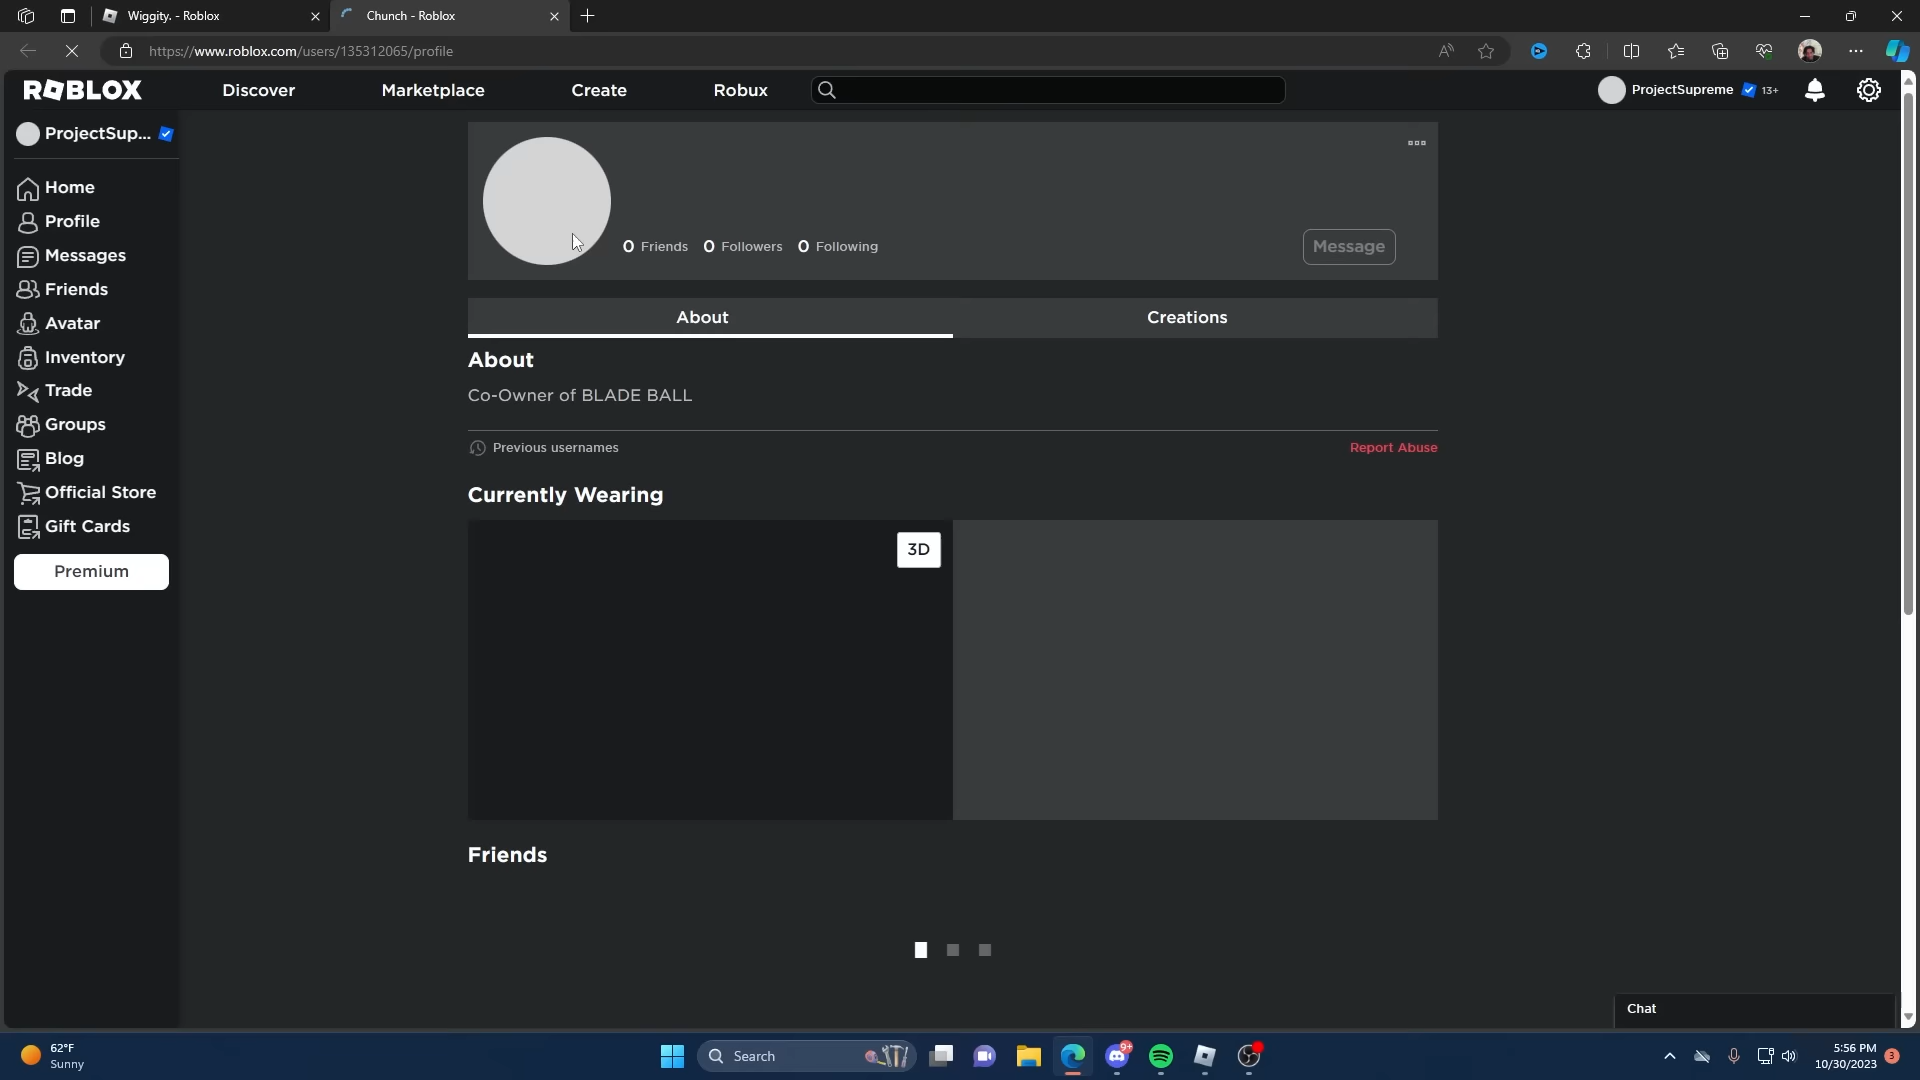 Wiggity. - Roblox
Chunch - Roblox
https://www.roblox.com/users/135312065/profile
ROBLOX
Discover
Marketplace
Create
Robux
ProjectSupreme
13+
ProjectSup...
Home
Profile
Messages
Friends
Avatar
Inventory
Trade
Groups
Blog
Official Store
Gift Cards
Premium
0 Friends 0 Followers 0 Following
Message
About
Creations
About
Co-Owner of BLADE BALL
Previous usernames
Report Abuse
Currently Wearing
3D
Friends
Chat
62°F
Sunny
Search
9+
5:56 PM
10/30/2023
3